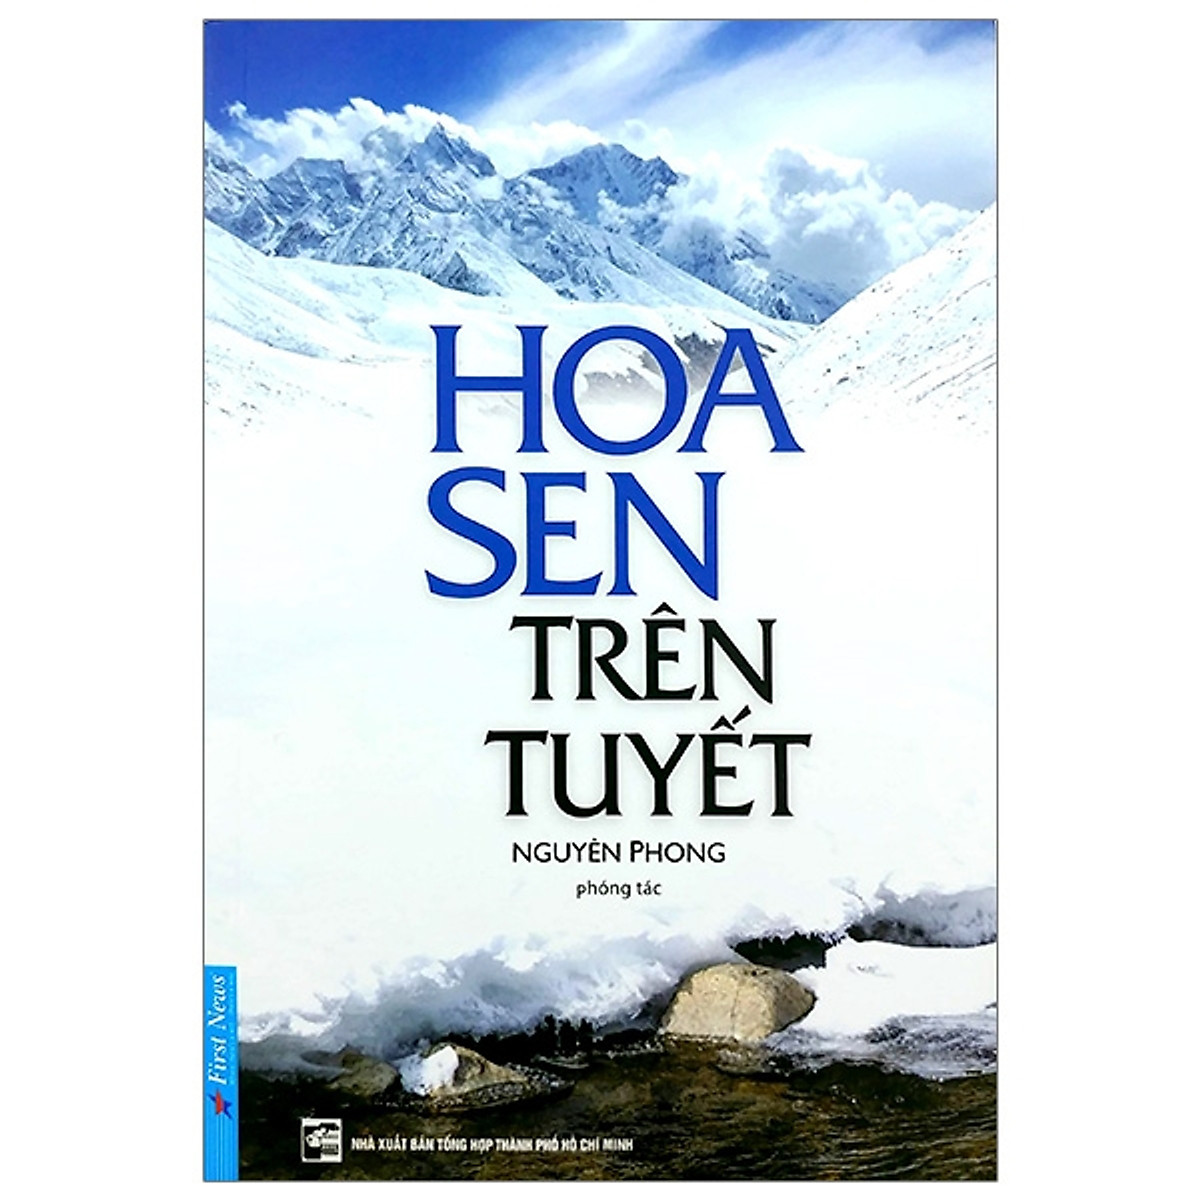 HOA
SEN
TRÊN
TUYẾT
NGUYÊN PHONG
phóng tác
First News
NHÀ XUẤT BẢN TỔNG HỢP THÀNH PHỐ HỒ CHÍ MINH